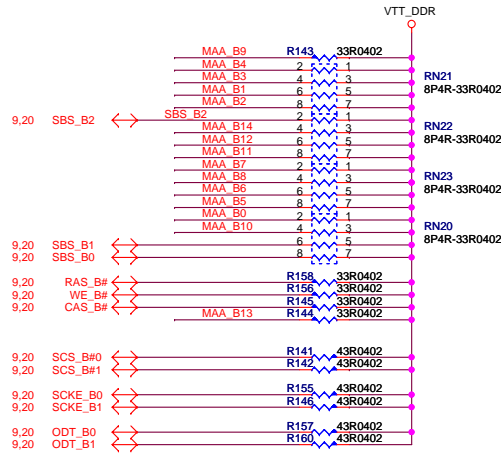 VTT_DDR
MAA_B9 R143 33R0402
MAA_B4 2 1
MAA_B3 4 3 RN21
MAA_B1 6 5 8P4R-33R0402
MAA_B2 8 7
9,20 SBS_B2 SBS_B2 2 1
MAA_B14 4 3 RN22
MAA_B12 6 5 8P4R-33R0402
MAA_B11 8 7
MAA_B7 2 1
MAA_B8 4 3 RN23
MAA_B6 6 5 8P4R-33R0402
MAA_B5 8 7
MAA_B0 2 1
MAA_B10 4 3 RN20
9,20 SBS_B1 6 5 8P4R-33R0402
9,20 SBS_B0 8 7
9,20 RAS_B# R158 33R0402
9,20 WE_B# R156 33R0402
9,20 CAS_B# R145 33R0402
MAA_B13 R144 33R0402
9,20 SCS_B#0 R141 43R0402
9,20 SCS_B#1 R142 43R0402
9,20 SCKE_B0 R155 43R0402
9,20 SCKE_B1 R146 43R0402
9,20 ODT_B0 R157 43R0402
9,20 ODT_B1 R160 43R0402